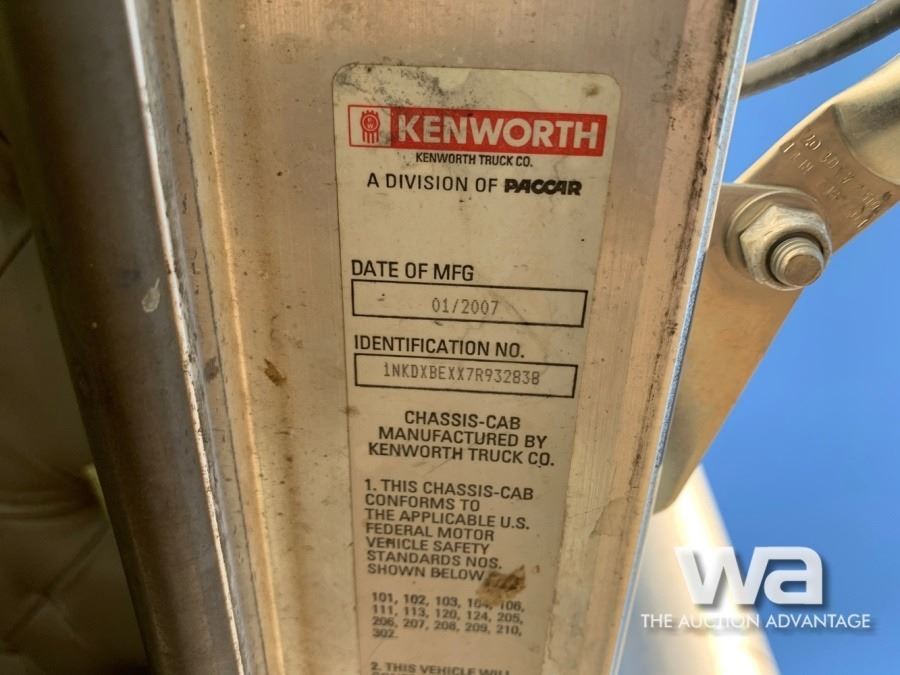 KENWORTH
KENWORTH TRUCK CO.
A DIVISION OF PACCAR
DATE OF MFG
01/2007
IDENTIFICATION NO.
1NKDXBEXX7R932838
CHASSIS-CAB
MANUFACTURED BY
KENWORTH TRUCK CO.
1. THIS CHASSIS-CAB
CONFORMS TO
THE APPLICABLE U.S.
FEDERAL MOTOR
VEHICLE SAFETY
STANDARDS NOS.
SHOWN BELOW
101, 102, 103, 104, 106,
111, 113, 120, 124, 205,
206, 207, 208, 209, 210,
302.
2. THIS VEHICLE WILL
wa
THE AUCTION ADVANTAGE